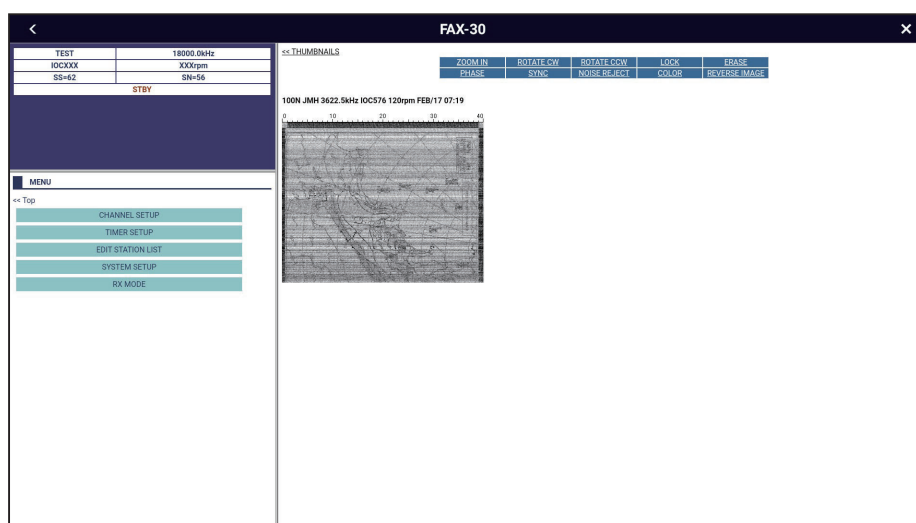 FAX-30
TEST 18000.0kHz
IOCXXX XXXrpm
SS=62 SN=56
STBY
MENU
<< Top
CHANNEL SETUP
TIMER SETUP
EDIT STATION LIST
SYSTEM SETUP
RX MODE
<< THUMBNAILS
ZOOM IN ROTATE CW ROTATE CCW LOCK ERASE
PHASE SYNC NOISE REJECT COLOR REVERSE IMAGE
100N JMH 3622.5kHz IOC576 120rpm FEB/17 07:19
0 10 20 30 40